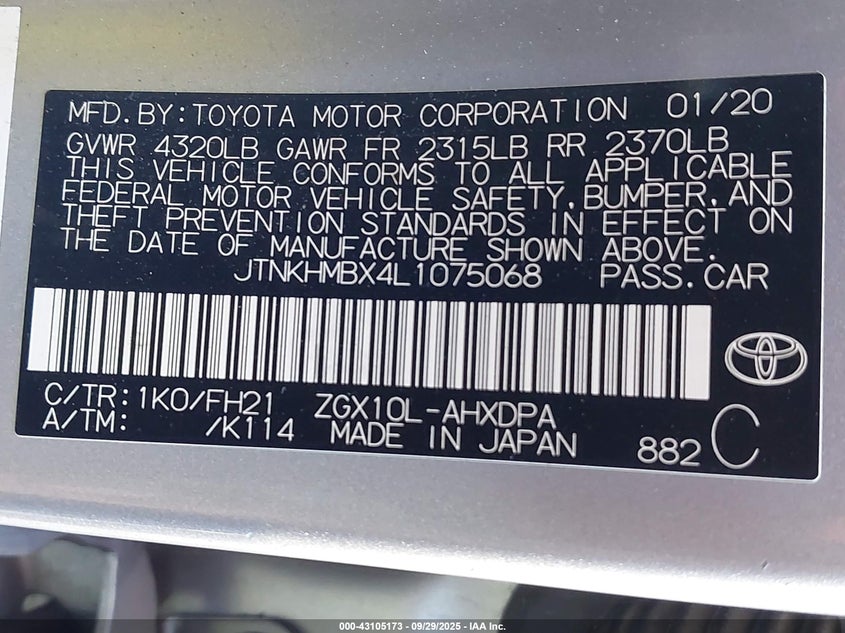 MFD. BY: TOYOTA MOTOR CORPORATION 01/20
GVWR 4320LB GAWR FR 2315LB RR 2370LB
THIS VEHICLE CONFORMS TO ALL APPLICABLE
FEDERAL MOTOR VEHICLE SAFETY, BUMPER, AND
THEFT PREVENTION STANDARDS IN EFFECT ON
THE DATE OF MANUFACTURE SHOWN ABOVE.
JTNKHMBX4L1075068 PASS. CAR
C/TR: 1K0/FH21 ZGX10L-AHXDPA
A/TM: /K114 MADE IN JAPAN 882 C
000-43105173 - 09/29/2025 - IAA Inc.